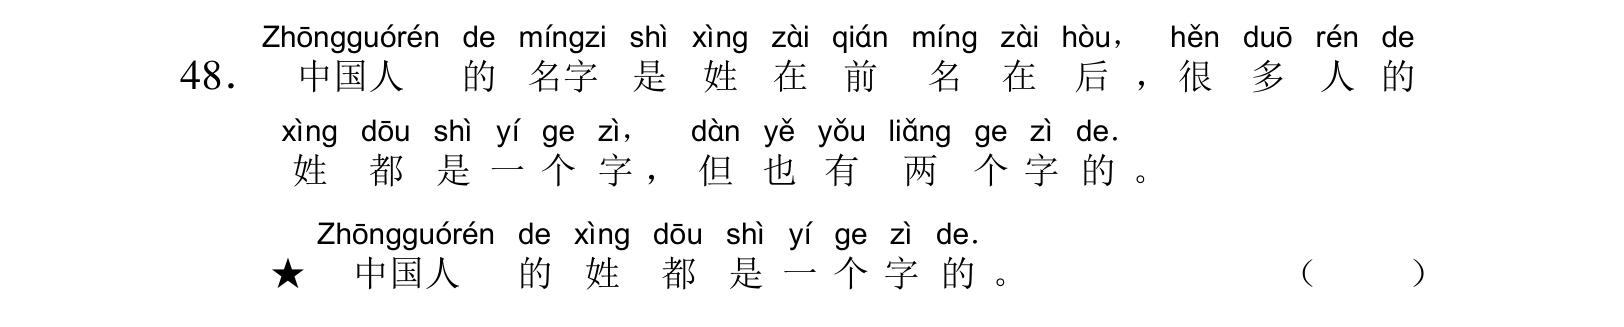 Zhōngguórén de míngzi shì xìng zài qián míng zài hòu, hěn duō rén de
48. 中国人 的 名字 是 姓 在 前 名 在 后，很 多 人 的
xìng dōu shì yí ge zì, dàn yě yǒu liǎng ge zì de.
姓 都 是 一 个 字，但 也 有 两 个 字 的。
Zhōngguórén de xìng dōu shì yí ge zì de.
★ 中国人 的 姓 都 是 一 个 字 的。（ ）